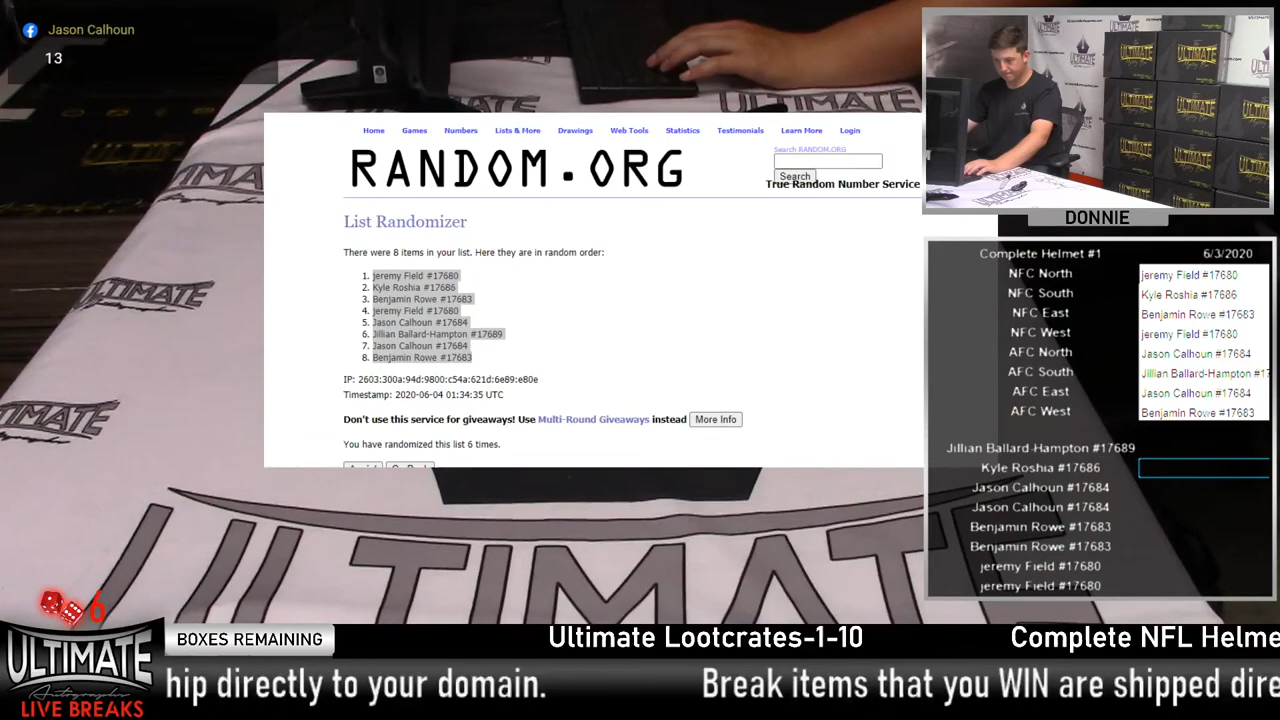 Jason Calhoun
13
Home Games Numbers Lists & More Drawings Web Tools Statistics Testimonials Learn More Login
RANDOM.ORG
Search RANDOM.ORG
Search
True Random Number Service
List Randomizer
There were 8 items in your list. Here they are in random order:
1. jeremy Field #17680
2. Kyle Roshia #17686
3. Benjamin Rowe #17683
4. jeremy Field #17680
5. Jason Calhoun #17684
6. Jillian Ballard-Hampton #17689
7. Jason Calhoun #17684
8. Benjamin Rowe #17683
IP: 2603:300a:94d:9800:c54a:621d:6e89:e80e
Timestamp: 2020-06-04 01:34:35 UTC
Don't use this service for giveaways! Use Multi-Round Giveaways instead More Info
You have randomized this list 6 times.
DONNIE
Complete Helmet #1 6/3/2020
NFC North jeremy Field #17680
NFC South Kyle Roshia #17686
NFC East Benjamin Rowe #17683
NFC West jeremy Field #17680
AFC North Jason Calhoun #17684
AFC South Jillian Ballard-Hampton #17
AFC East Jason Calhoun #17684
AFC West Benjamin Rowe #17683
Jillian Ballard-Hampton #17689
Kyle Roshia #17686
Jason Calhoun #17684
Jason Calhoun #17684
Benjamin Rowe #17683
Benjamin Rowe #17683
jeremy Field #17680
jeremy Field #17680
ULTIMATE
ULTIMATE
ULTIMATE
ULTIMATE
ULTIMATE
6
ULTIMATE
Autographs
LIVE BREAKS
BOXES REMAINING
Ultimate Lootcrates-1-10 Complete NFL Helme
hip directly to your domain. Break items that you WIN are shipped dire